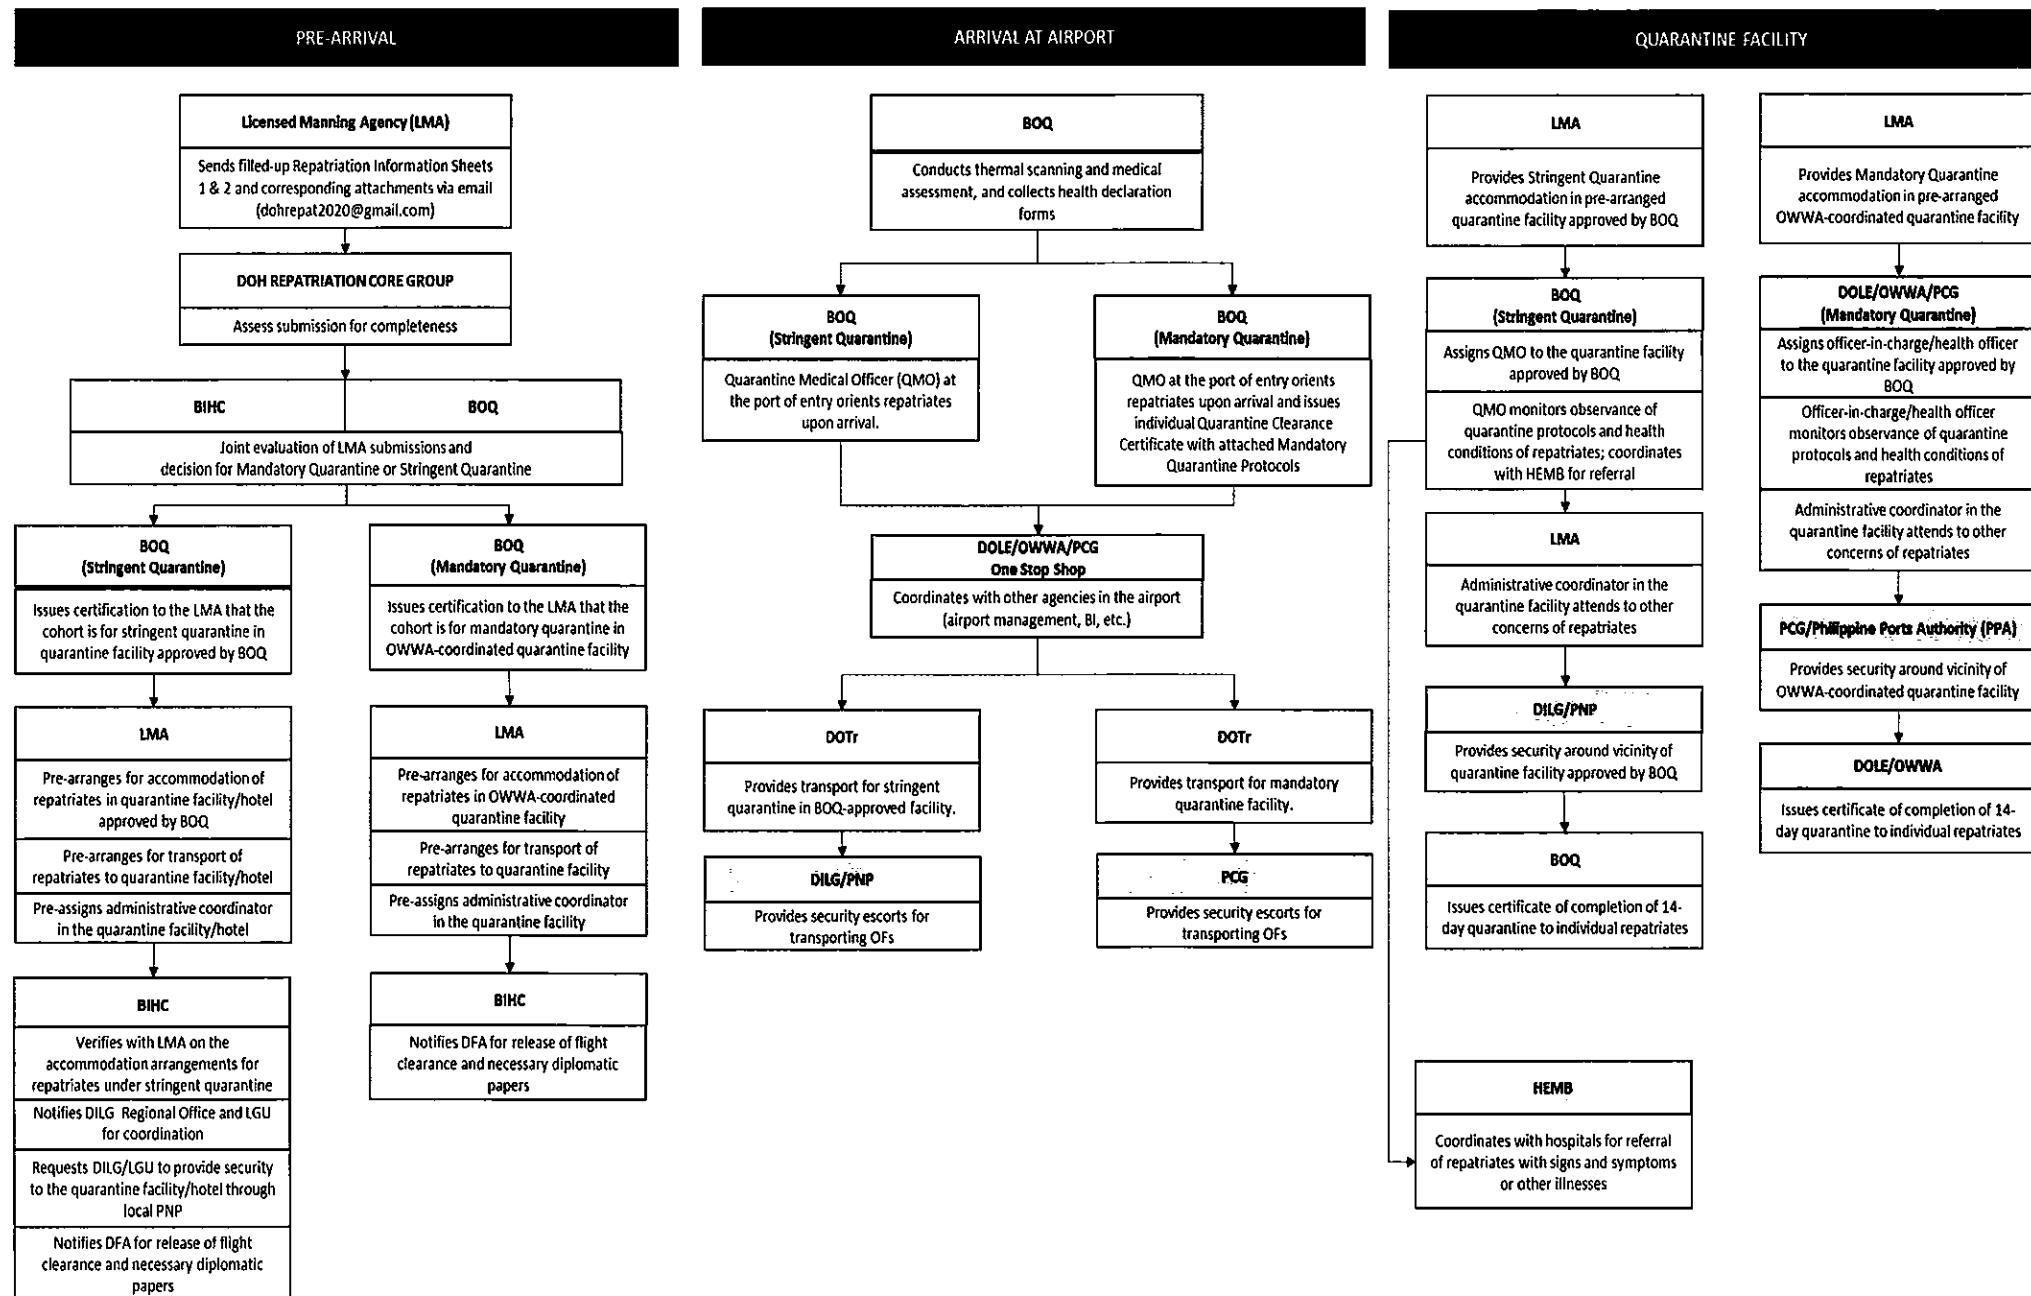 PRE-ARRIVAL
Licensed Manning Agency (LMA)
Sends filled-up Repatriation Information Sheets
1 & 2 and corresponding attachments via email
(dohrepat2020@gmail.com)
DOH REPATRIATION CORE GROUP
Assess submission for completeness
BIHC
BOQ
Joint evaluation of LMA submissions and
decision for Mandatory Quarantine or Stringent Quarantine
BOQ
(Stringent Quarantine)
Issues certification to the LMA that the
cohort is for stringent quarantine in
quarantine facility approved by BOQ
LMA
Pre-arranges for accommodation of
repatriates in quarantine facility/hotel
approved by BOQ
Pre-arranges for transport of
repatriates to quarantine facility/hotel
Pre-assigns administrative coordinator
in the quarantine facility/hotel
BIHC
Verifies with LMA on the
accommodation arrangements for
repatriates under stringent quarantine
Notifies DILG Regional Office and LGU
for coordination
Requests DILG/LGU to provide security
to the quarantine facility/hotel through
local PNP
Notifies DFA for release of flight
clearance and necessary diplomatic
papers
BOQ
(Mandatory Quarantine)
Issues certification to the LMA that the
cohort is for mandatory quarantine in
OWWA-coordinated quarantine facility
LMA
Pre-arranges for accommodation of
repatriates in OWWA-coordinated
quarantine facility
Pre-arranges for transport of
repatriates to quarantine facility
Pre-assigns administrative coordinator
in the quarantine facility
BIHC
Notifies DFA for release of flight
clearance and necessary diplomatic
papers
ARRIVAL AT AIRPORT
BOQ
Conducts thermal scanning and medical
assessment, and collects health declaration
forms
BOQ
(Stringent Quarantine)
Quarantine Medical Officer (QMO) at
the port of entry orients repatriates
upon arrival.
BOQ
(Mandatory Quarantine)
QMO at the port of entry orients
repatriates upon arrival and issues
individual Quarantine Clearance
Certificate with attached Mandatory
Quarantine Protocols
DOLE/OWWA/PCG
One Stop Shop
Coordinates with other agencies in the airport
(airport management, BI, etc.)
DOTr
Provides transport for stringent
quarantine in BOQ-approved facility.
DILG/PNP
Provides security escorts for
transporting OFs
DOTr
Provides transport for mandatory
quarantine facility.
PCG
Provides security escorts for
transporting OFs
QUARANTINE FACILITY
LMA
Provides Stringent Quarantine
accommodation in pre-arranged
quarantine facility approved by BOQ
BOQ
(Stringent Quarantine)
Assigns QMO to the quarantine facility
approved by BOQ
QMO monitors observance of
quarantine protocols and health
conditions of repatriates; coordinates
with HEMB for referral
LMA
Administrative coordinator in the
quarantine facility attends to other
concerns of repatriates
DILG/PNP
Provides security around vicinity of
quarantine facility approved by BOQ
BOQ
Issues certificate of completion of 14-
day quarantine to individual repatriates
HEMB
Coordinates with hospitals for referral
of repatriates with signs and symptoms
or other illnesses
LMA
Provides Mandatory Quarantine
accommodation in pre-arranged
OWWA-coordinated quarantine facility
DOLE/OWWA/PCG
(Mandatory Quarantine)
Assigns officer-in-charge/health officer
to the quarantine facility approved by
BOQ
Officer-in-charge/health officer
monitors observance of quarantine
protocols and health conditions of
repatriates
Administrative coordinator in the
quarantine facility attends to other
concerns of repatriates
PCG/Philippine Ports Authority (PPA)
Provides security around vicinity of
OWWA-coordinated quarantine facility
DOLE/OWWA
Issues certificate of completion of 14-
day quarantine to individual repatriates